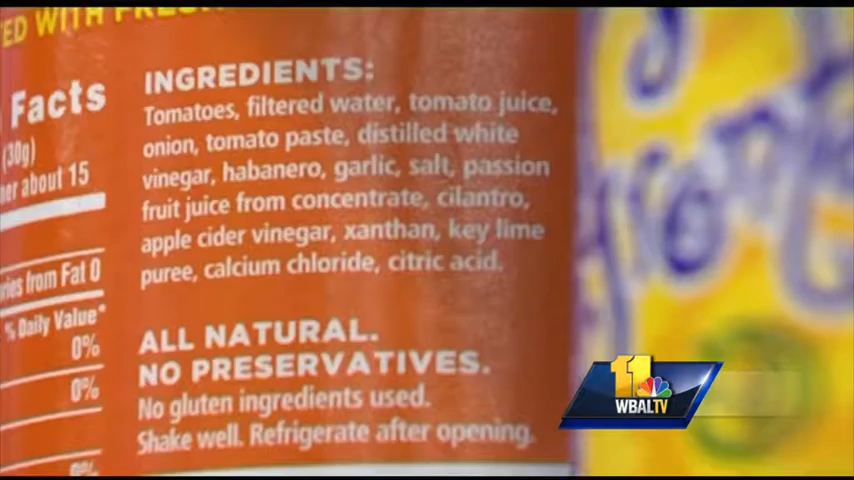 ED WITH FRESH
Facts
(30g)
er about 15
ries from Fat 0
% Daily Value*
0%
0%
0%
INGREDIENTS:
Tomatoes, filtered water, tomato juice,
onion, tomato paste, distilled white
vinegar, habanero, garlic, salt, passion
fruit juice from concentrate, cilantro,
apple cider vinegar, xanthan, key lime
puree, calcium chloride, citric acid.
ALL NATURAL.
NO PRESERVATIVES.
No gluten ingredients used.
Shake well. Refrigerate after opening.
11
WBALTV